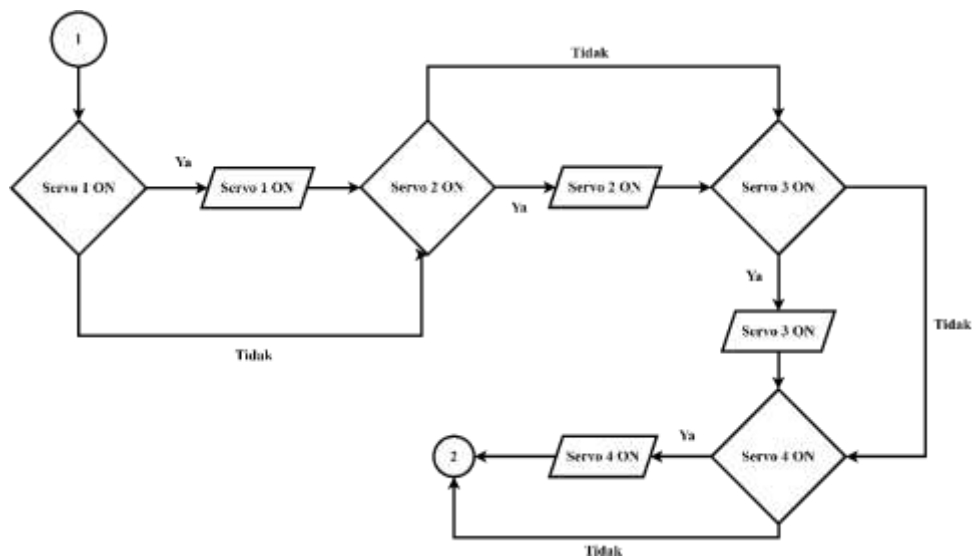 1
Tidak
Servo 1 ON
Ya
Servo 1 ON
Servo 2 ON
Ya
Servo 2 ON
Servo 3 ON
Tidak
Ya
Servo 3 ON
Tidak
2
Servo 4 ON
Ya
Servo 4 ON
Tidak